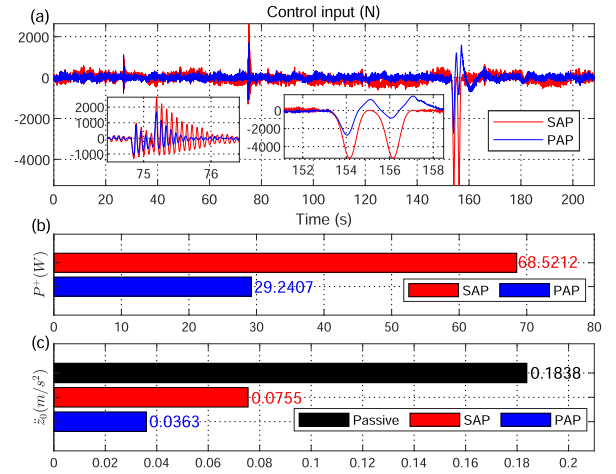 (a)
Control input (N)
2000
0
-2000
-4000
2000
1000
0
-1000
75
76
0
-2000
-4000
152
154
156
158
SAP
PAP
0 20 40 60 80 100 120 140 160 180 200
Time (s)
(b)
P⁺(W)
68.5212
29.2407
SAP PAP
0 10 20 30 40 50 60 70 80
(c)
z̈₀(m/s²)
0.1838
0.0755
0.0363
Passive SAP PAP
0 0.02 0.04 0.06 0.08 0.1 0.12 0.14 0.16 0.18 0.2